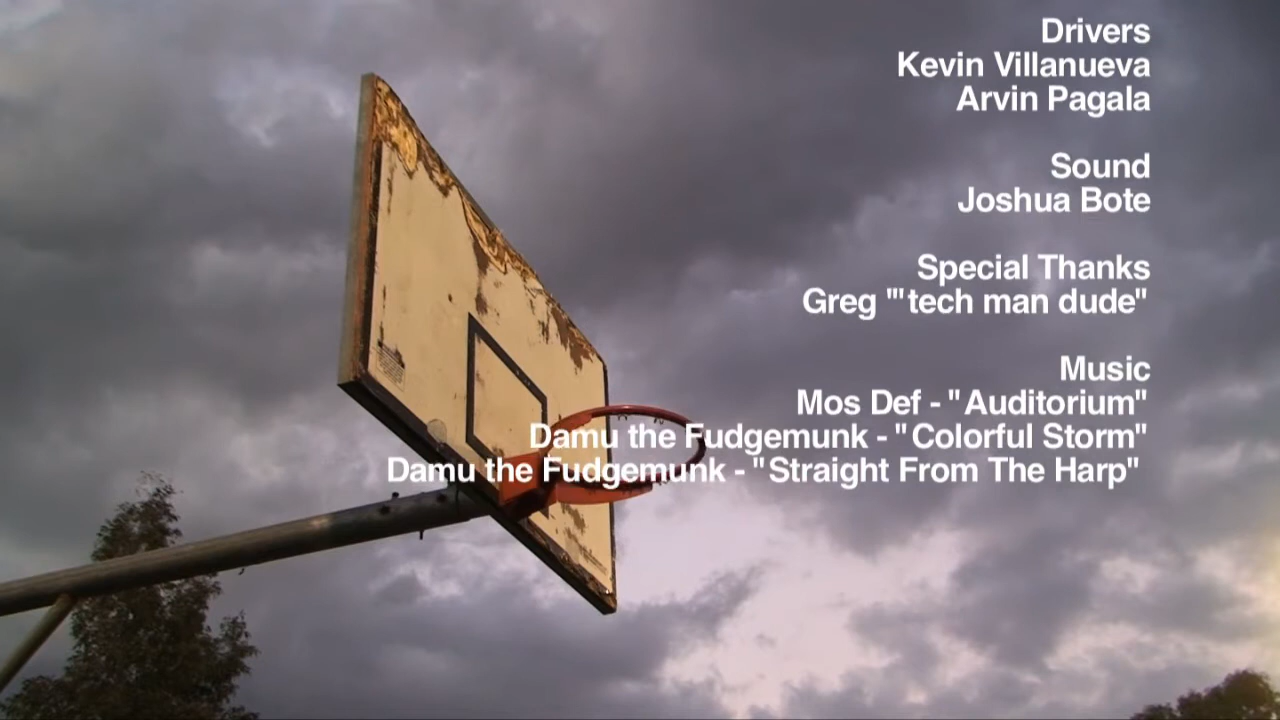 Drivers
Kevin Villanueva
Arvin Pagala
Sound
Joshua Bote
Special Thanks
Greg "'tech man dude"
Music
Mos Def - "Auditorium"
Damu the Fudgemunk - "Colorful Storm"
Damu the Fudgemunk - "Straight From The Harp"